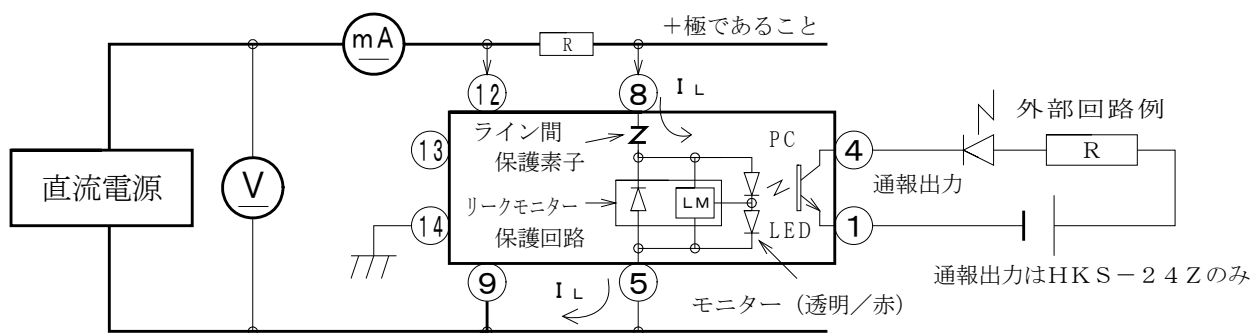 mA
R
+極であること
⑫
⑧
I L
外部回路例
ライン間
保護素子
PC
⑬
④
R
直流電源
V
通報出力
リークモニター
保護回路
LM
LED
⑭
①
通報出力はHKS-24Zのみ
⑨
⑤
I L
モニター（透明／赤）